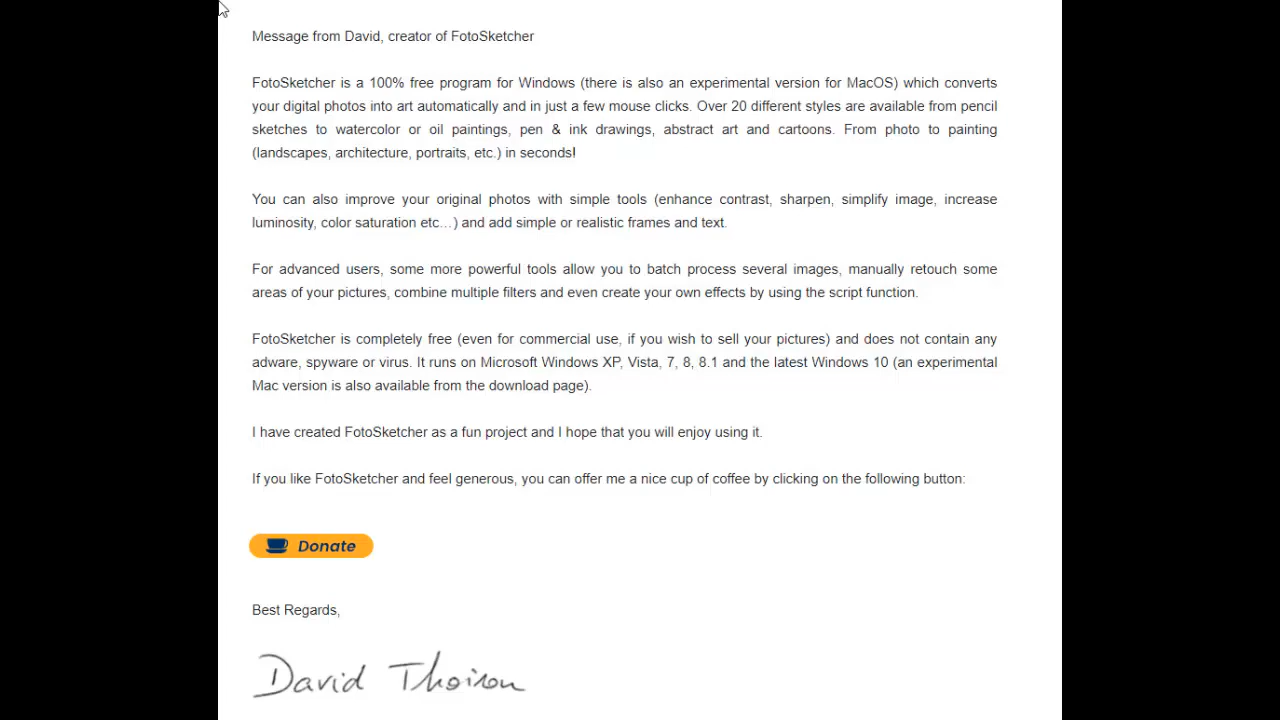 Message from David, creator of FotoSketcher
FotoSketcher is a 100% free program for Windows (there is also an experimental version for MacOS) which converts
your digital photos into art automatically and in just a few mouse clicks. Over 20 different styles are available from pencil
sketches to watercolor or oil paintings, pen & ink drawings, abstract art and cartoons. From photo to painting
(landscapes, architecture, portraits, etc.) in seconds!
You can also improve your original photos with simple tools (enhance contrast, sharpen, simplify image, increase
luminosity, color saturation etc…) and add simple or realistic frames and text.
For advanced users, some more powerful tools allow you to batch process several images, manually retouch some
areas of your pictures, combine multiple filters and even create your own effects by using the script function.
FotoSketcher is completely free (even for commercial use, if you wish to sell your pictures) and does not contain any
adware, spyware or virus. It runs on Microsoft Windows XP, Vista, 7, 8, 8.1 and the latest Windows 10 (an experimental
Mac version is also available from the download page).
I have created FotoSketcher as a fun project and I hope that you will enjoy using it.
If you like FotoSketcher and feel generous, you can offer me a nice cup of coffee by clicking on the following button:
Donate
Best Regards,
David Thoiron